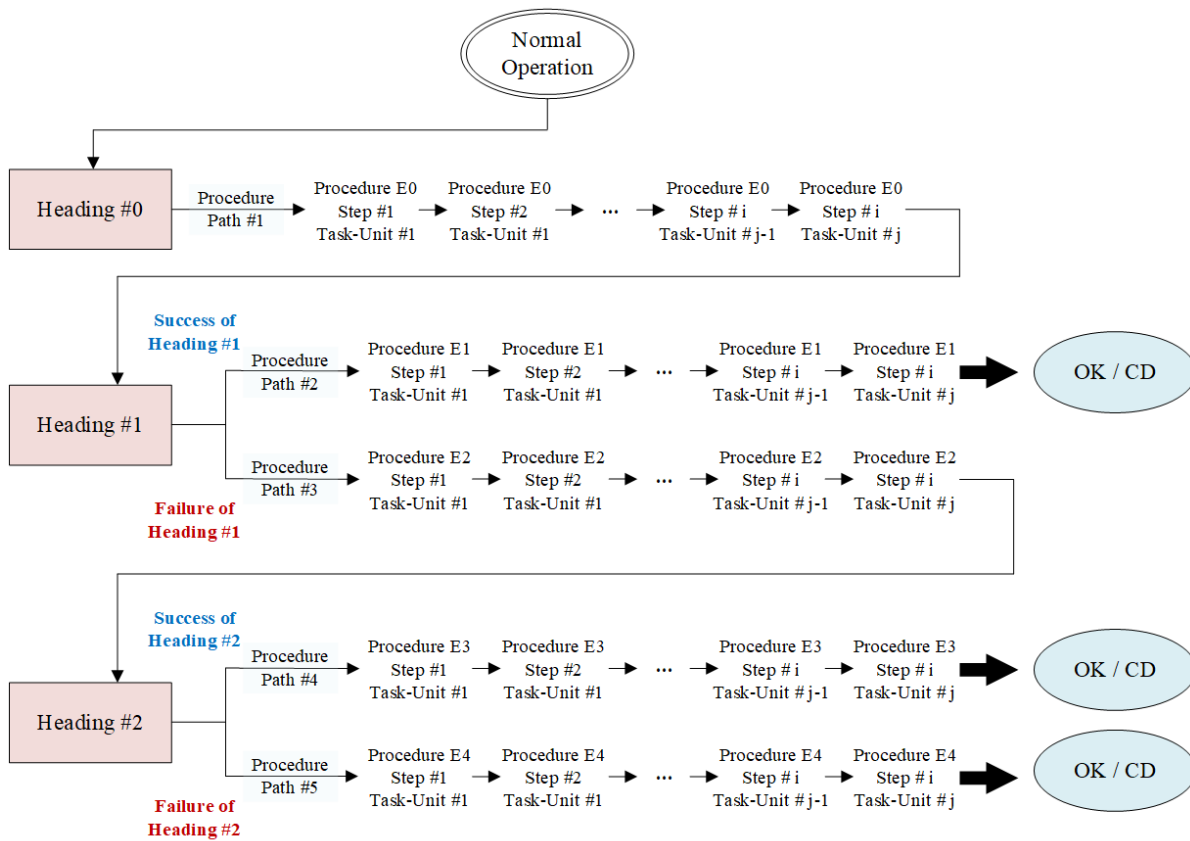 Normal
Operation
Heading #0
Procedure
Path #1
Procedure E0
Step #1
Task-Unit #1
Procedure E0
Step #2
Task-Unit #1
...
Procedure E0
Step # i
Task-Unit # j-1
Procedure E0
Step # i
Task-Unit # j
Success of
Heading #1
Heading #1
Procedure
Path #2
Procedure E1
Step #1
Task-Unit #1
Procedure E1
Step #2
Task-Unit #1
...
Procedure E1
Step # i
Task-Unit # j-1
Procedure E1
Step # i
Task-Unit # j
OK / CD
Procedure
Path #3
Procedure E2
Step #1
Task-Unit #1
Procedure E2
Step #2
Task-Unit #1
...
Procedure E2
Step # i
Task-Unit # j-1
Procedure E2
Step # i
Task-Unit # j
Failure of
Heading #1
Success of
Heading #2
Heading #2
Procedure
Path #4
Procedure E3
Step #1
Task-Unit #1
Procedure E3
Step #2
Task-Unit #1
...
Procedure E3
Step # i
Task-Unit # j-1
Procedure E3
Step # i
Task-Unit # j
OK / CD
Procedure
Path #5
Procedure E4
Step #1
Task-Unit #1
Procedure E4
Step #2
Task-Unit #1
...
Procedure E4
Step # i
Task-Unit # j-1
Procedure E4
Step # i
Task-Unit # j
OK / CD
Failure of
Heading #2